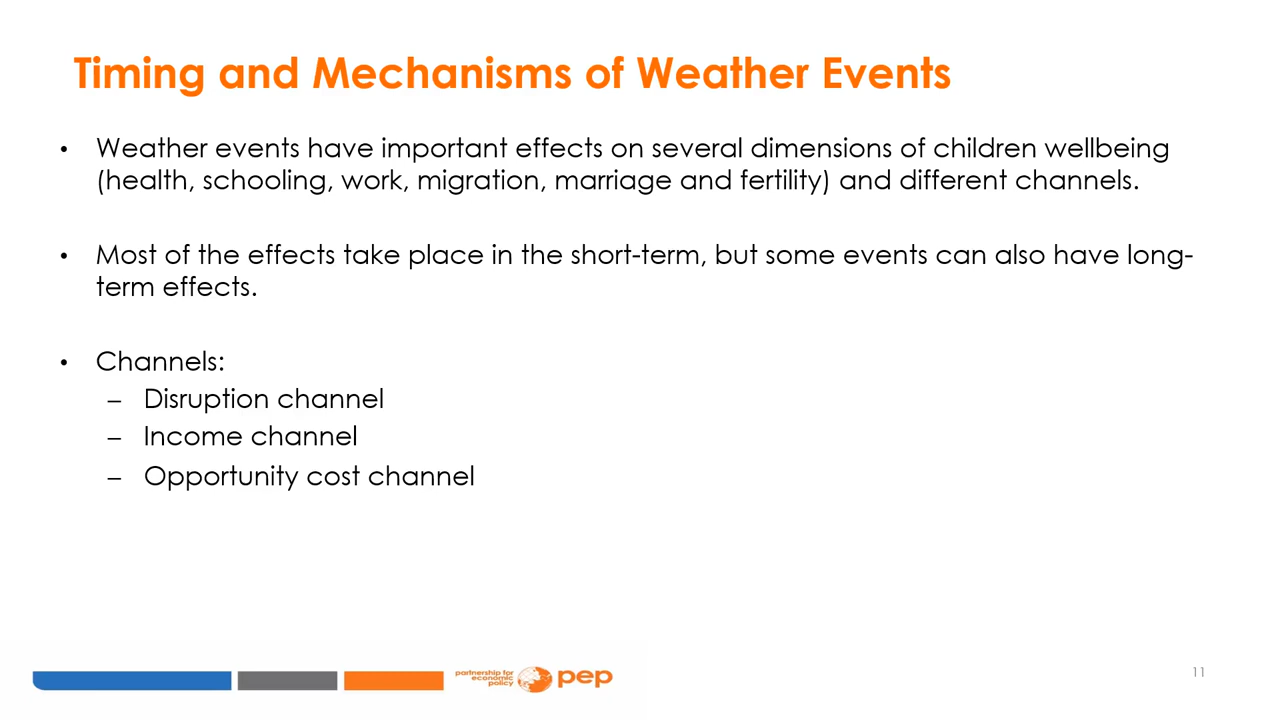 Timing and Mechanisms of Weather Events
• Weather events have important effects on several dimensions of children wellbeing
(health, schooling, work, migration, marriage and fertility) and different channels.
• Most of the effects take place in the short-term, but some events can also have long-
term effects.
• Channels:
– Disruption channel
– Income channel
– Opportunity cost channel
partnership for
economic
policy
pep
11